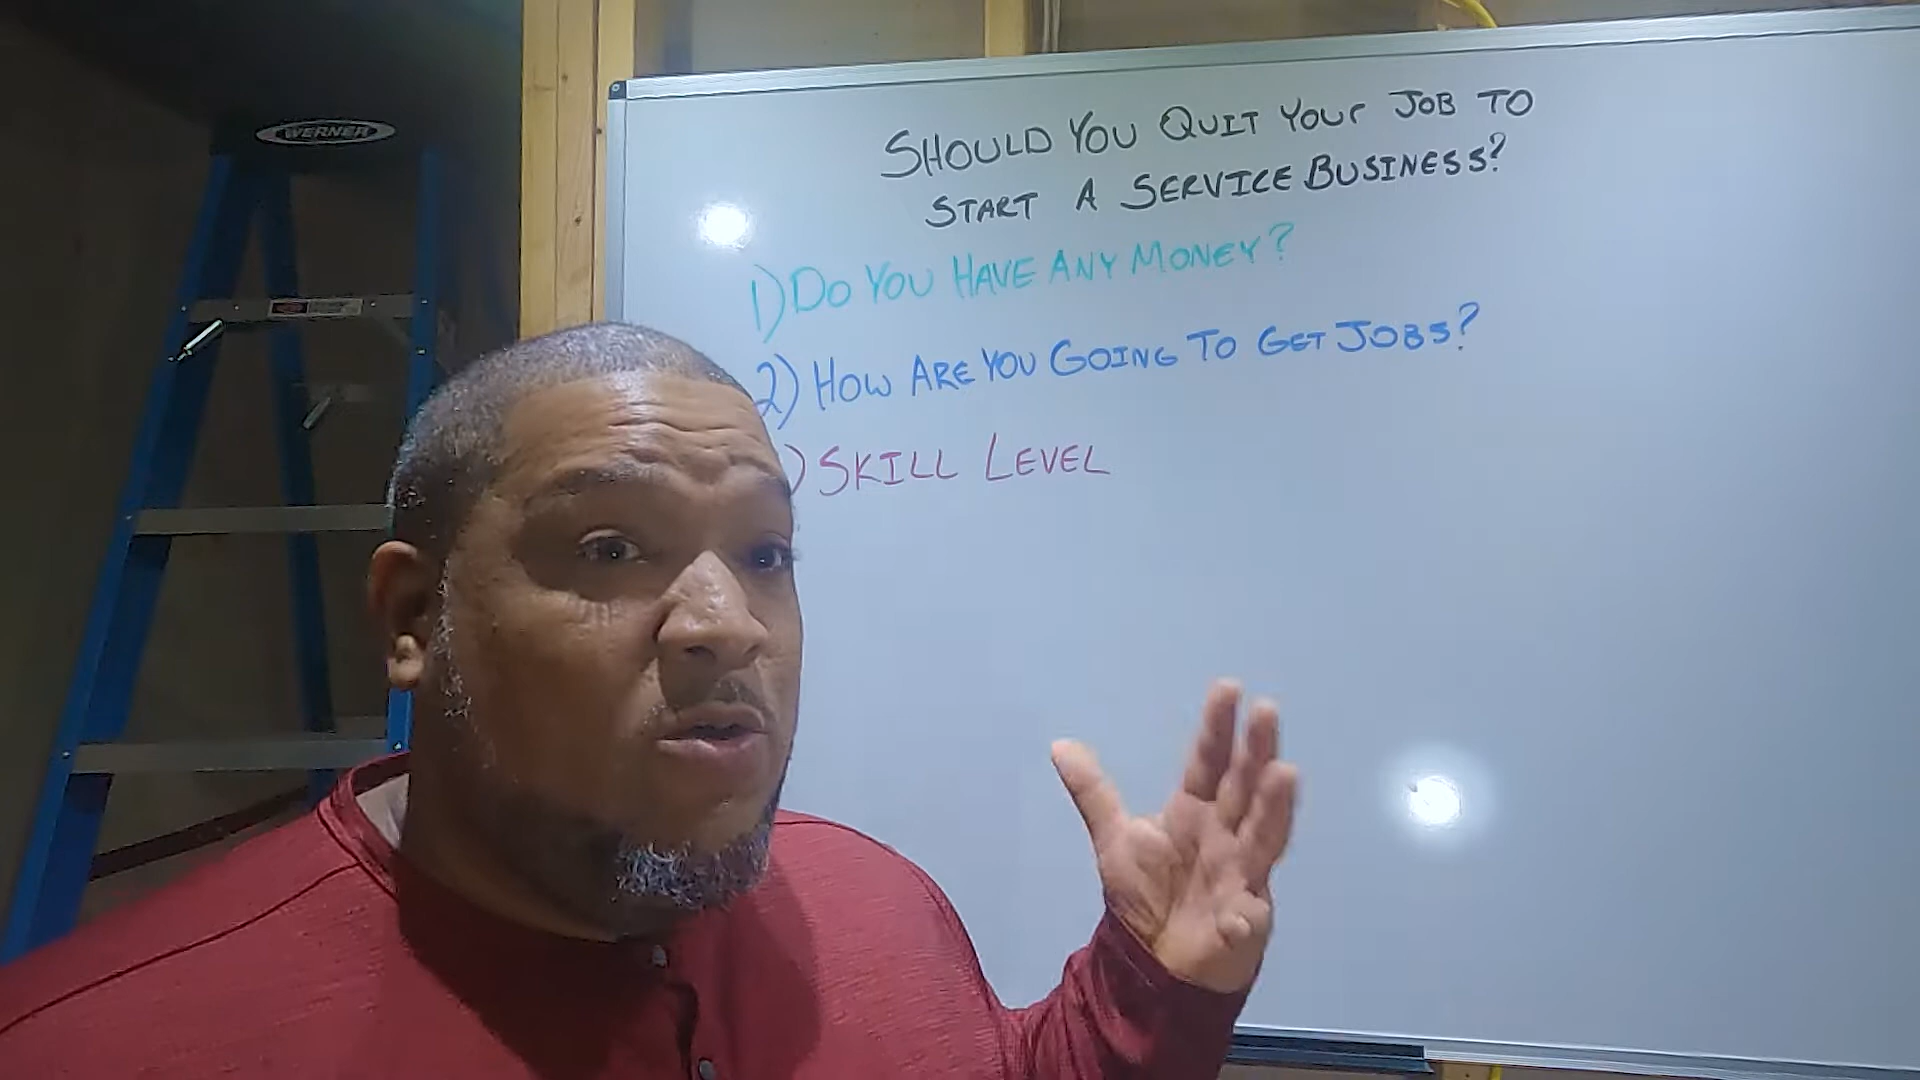 WERNER
SHOULD YOU QUIT YOUr JOB TO
START A SERVICE BUSINESS?
1) DO YOU HAVE ANY MONEY?
2) HOW ARE YOU GOING TO GET JOBS?
) SKILL LEVEL